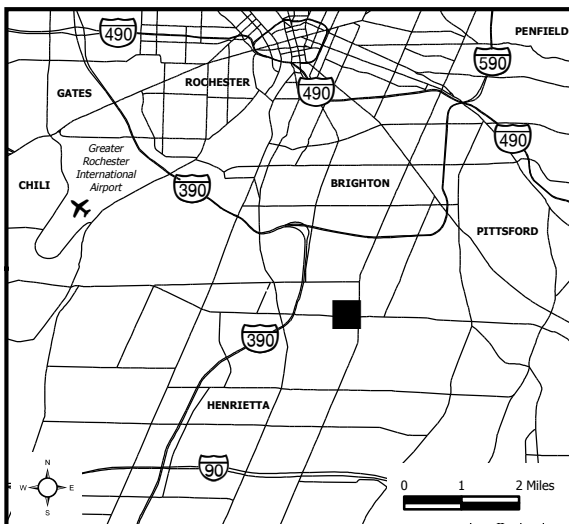 PENFIELD
490
590
ROCHESTER
GATES
490
490
Greater
Rochester
International
Airport
CHILI
BRIGHTON
390
PITTSFORD
390
HENRIETTA
90
N
W E
S
0 1 2 Miles